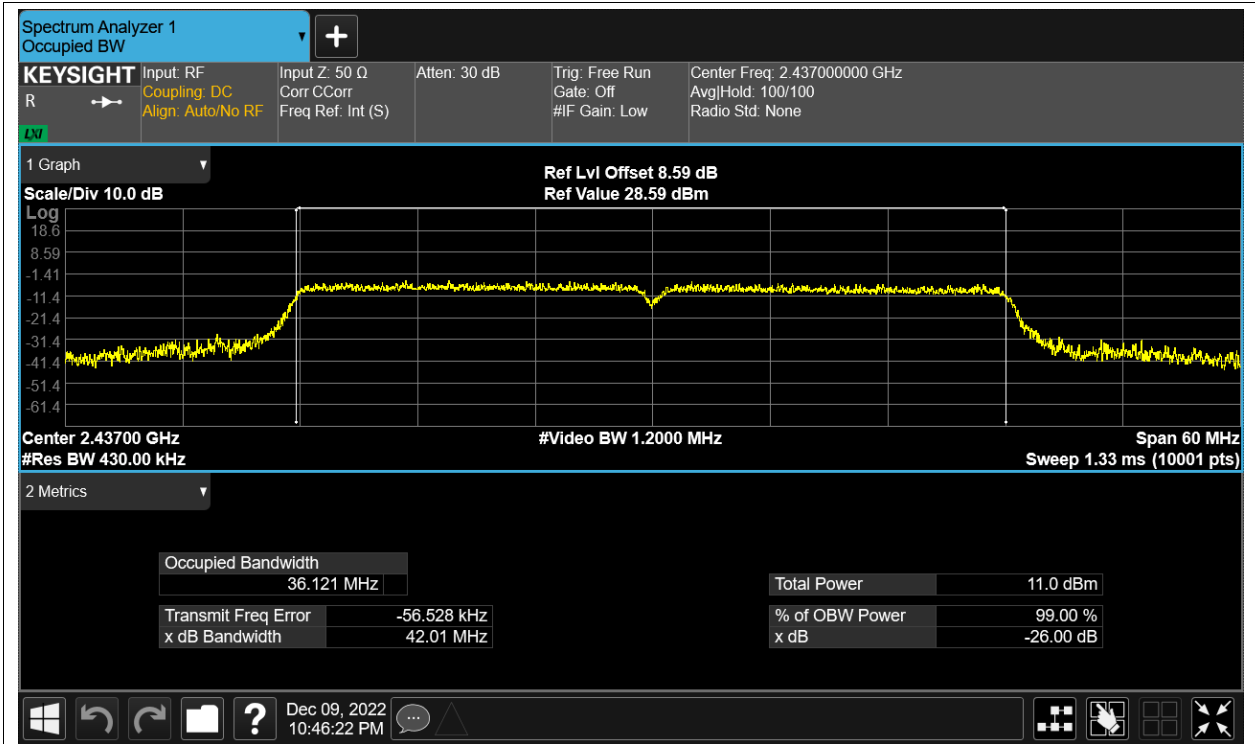 Spectrum Analyzer 1
Occupied BW
KEYSIGHT Input: RF Input Z: 50 Ω Atten: 30 dB Trig: Free Run Center Freq: 2.437000000 GHz
R Coupling: DC Corr CCorr Gate: Off Avg|Hold: 100/100
Align: Auto/No RF Freq Ref: Int (S) #IF Gain: Low Radio Std: None
LXI
1 Graph
Ref Lvl Offset 8.59 dB
Scale/Div 10.0 dB Ref Value 28.59 dBm
Log
18.6
8.59
-1.41
-11.4
-21.4
-31.4
-41.4
-51.4
-61.4
Center 2.43700 GHz #Video BW 1.2000 MHz Span 60 MHz
#Res BW 430.00 kHz Sweep 1.33 ms (10001 pts)
2 Metrics
Occupied Bandwidth
36.121 MHz Total Power 11.0 dBm
Transmit Freq Error -56.528 kHz % of OBW Power 99.00 %
x dB Bandwidth 42.01 MHz x dB -26.00 dB
Dec 09, 2022
10:46:22 PM